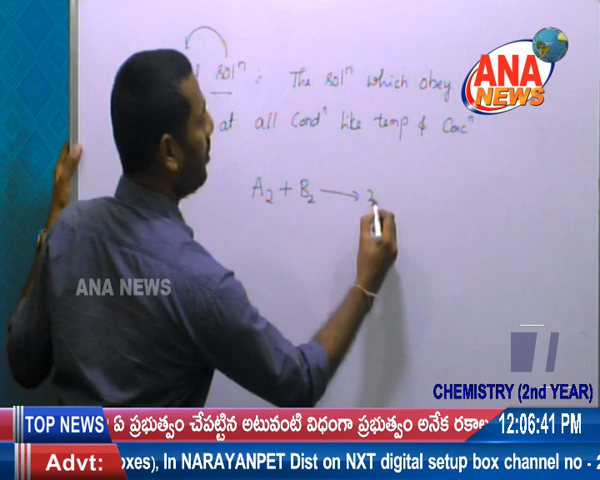 l solⁿ : The solⁿ which obey
at all Condⁿ like temp & Concⁿ
A₂ + B₂ ⟶ 2
ANA
NEWS
ANA NEWS
CHEMISTRY (2nd YEAR)
TOP NEWS ఏ ప్రభుత్వం చేపట్టిన అటువంటి విధంగా ప్రభుత్వం అనేక రకాల 12:06:41 PM
Advt: oxes), In NARAYANPET Dist on NXT digital setup box channel no - 2